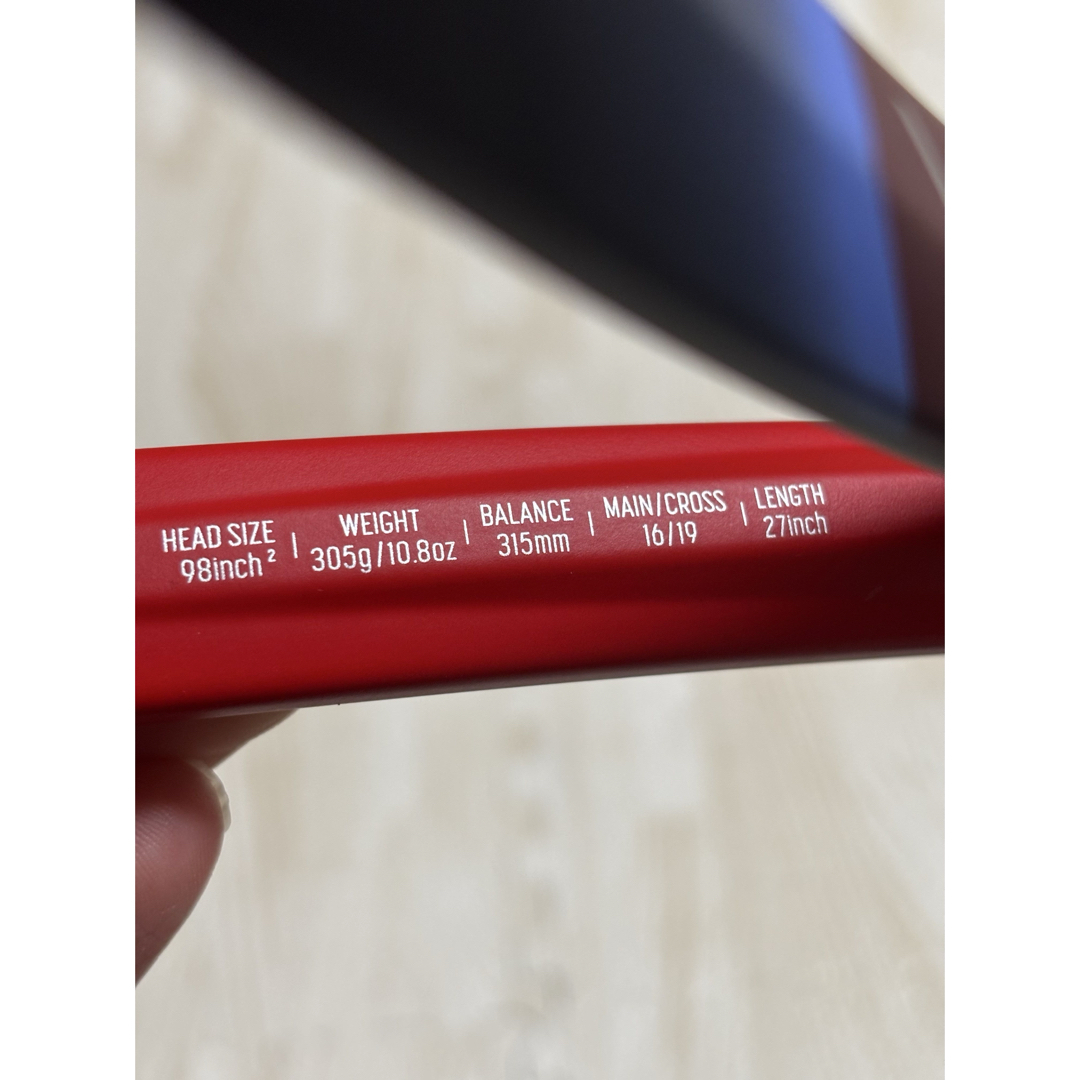 HEAD SIZE | WEIGHT | BALANCE | MAIN/CROSS | LENGTH
98inch² | 305g/10.8oz | 315mm | 16/19 | 27inch